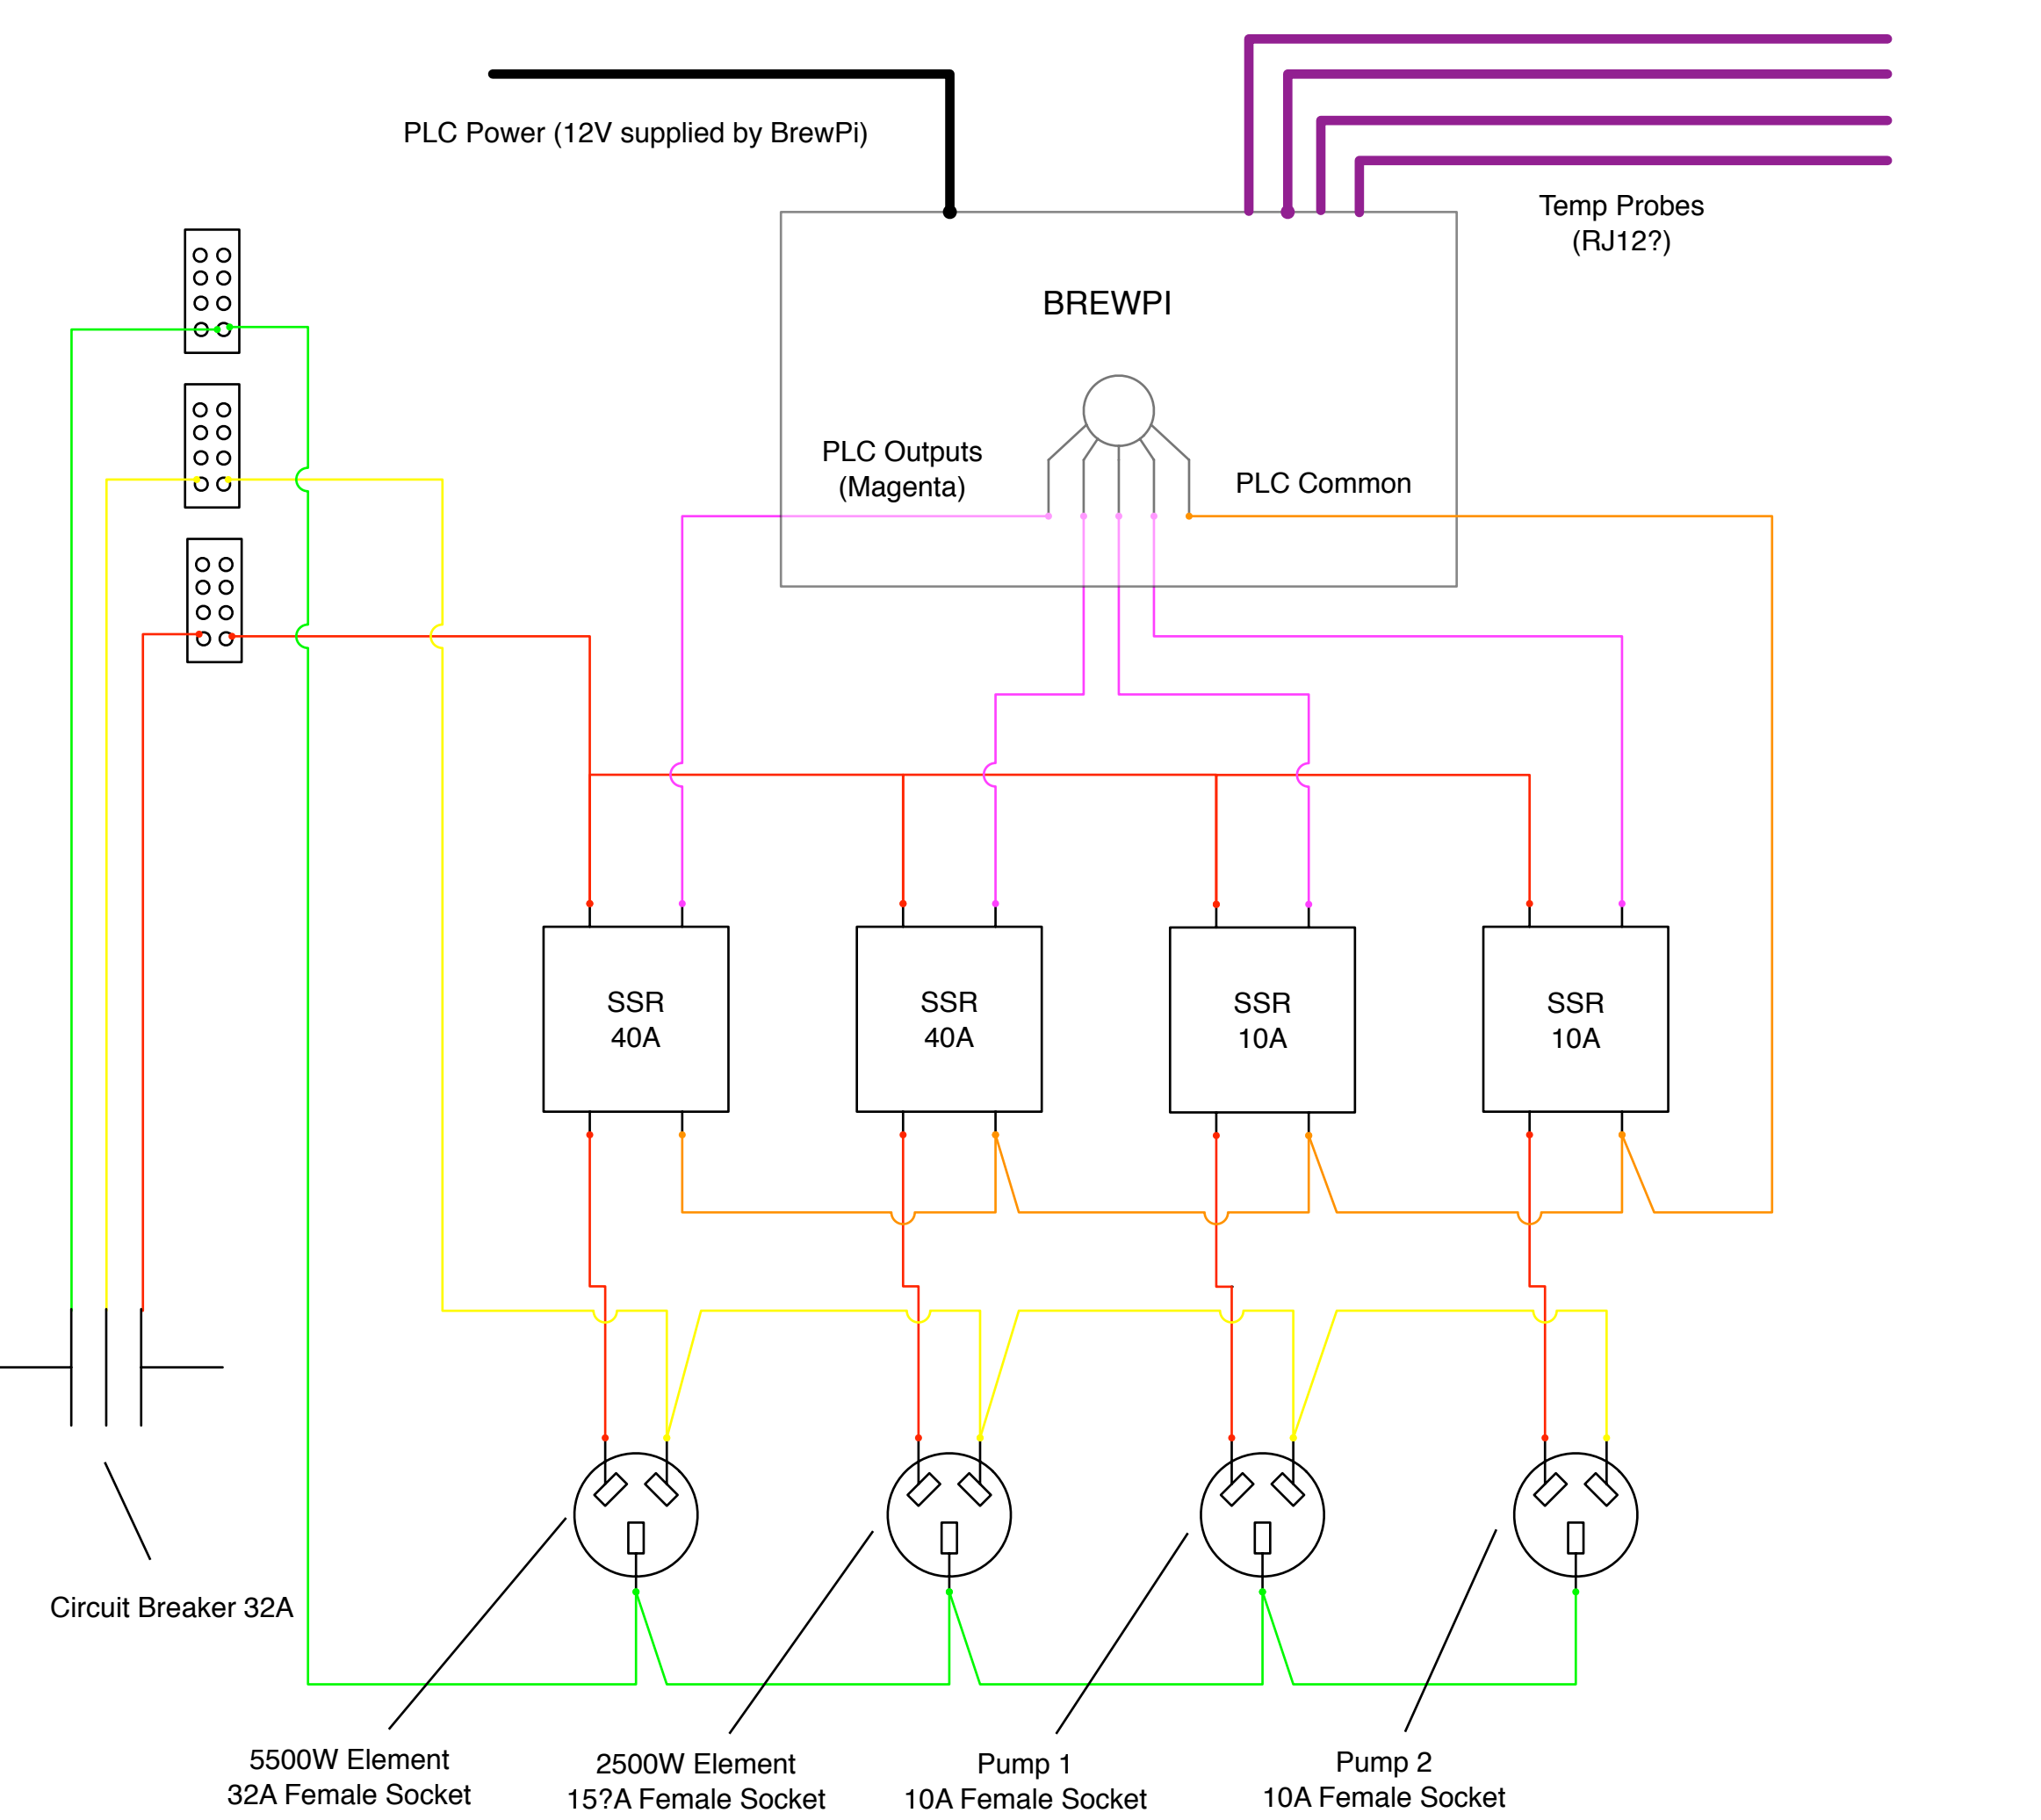 PLC Power (12V supplied by BrewPi)
Temp Probes
(RJ12?)
BREWPI
PLC Outputs
(Magenta)
PLC Common
SSR
40A
SSR
40A
SSR
10A
SSR
10A
Circuit Breaker 32A
5500W Element
32A Female Socket
2500W Element
15?A Female Socket
Pump 1
10A Female Socket
Pump 2
10A Female Socket